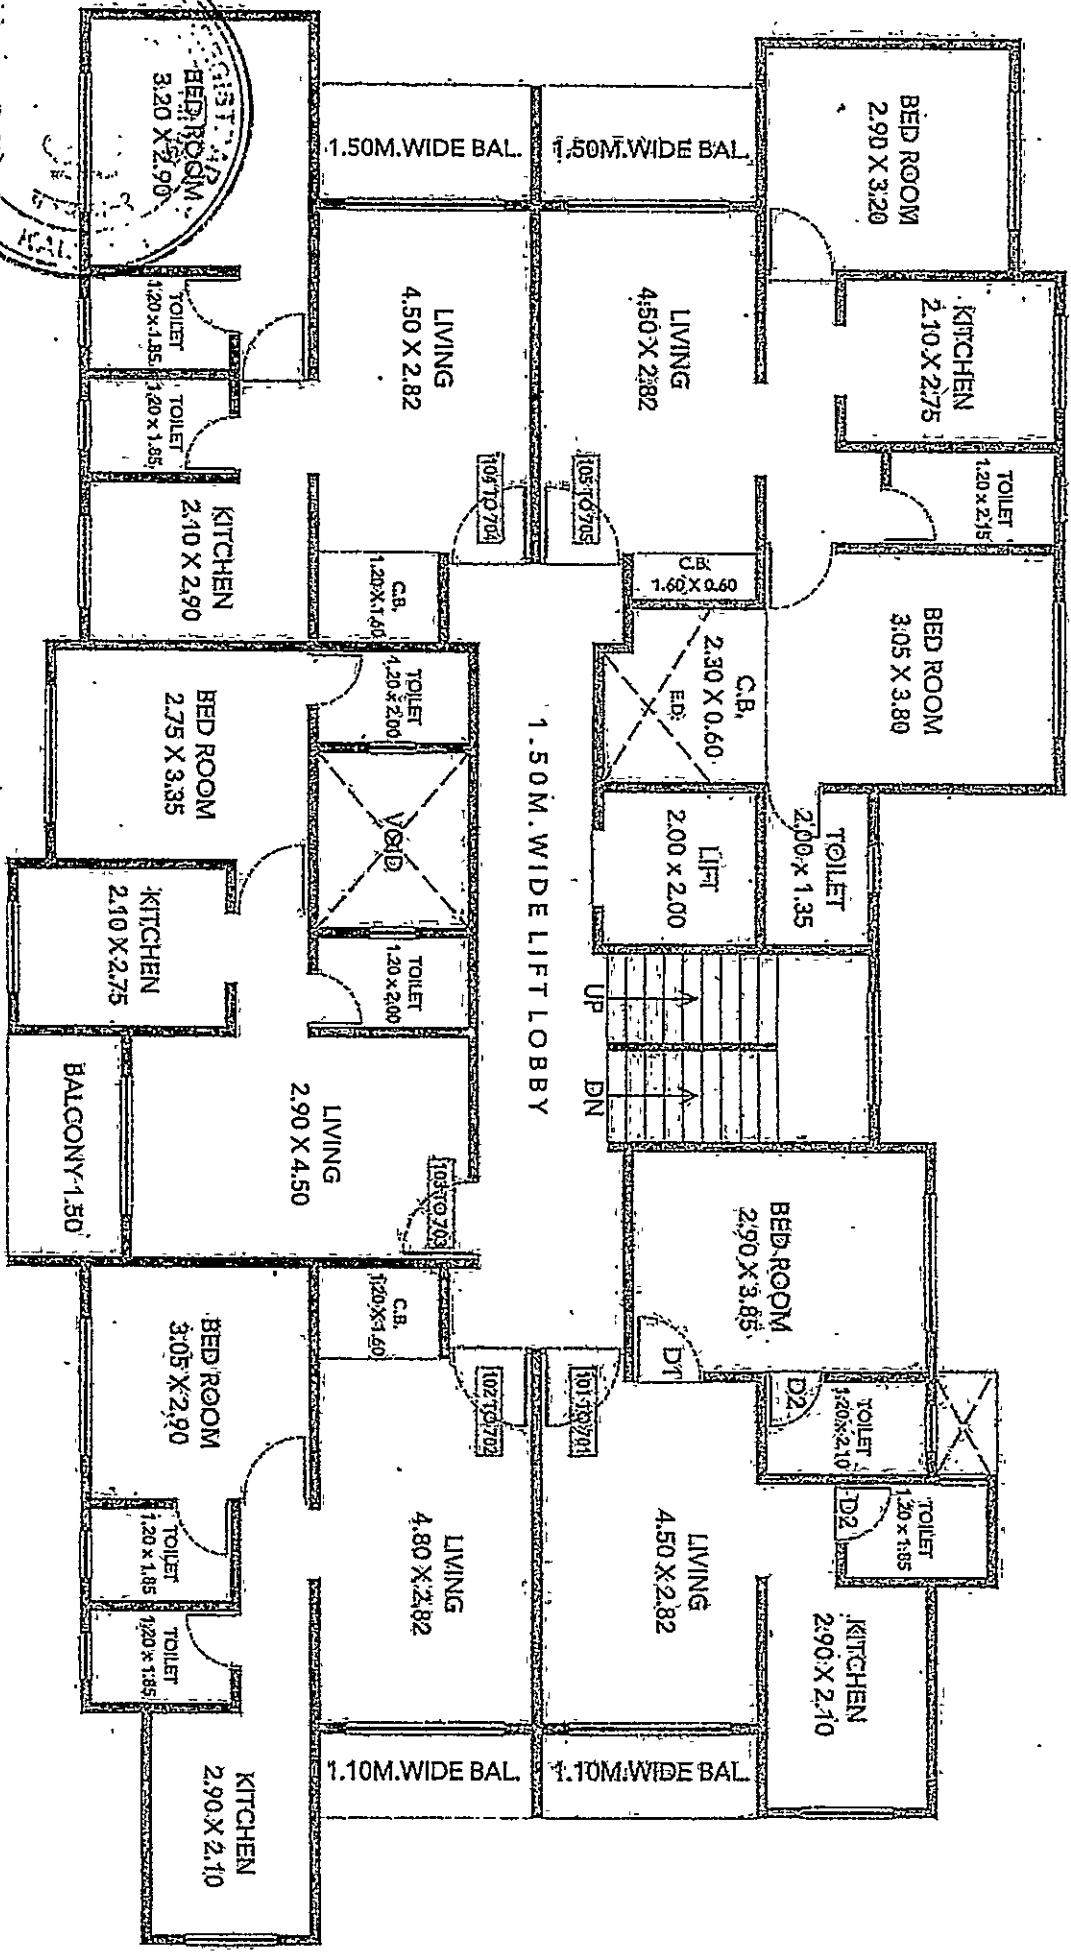 BED ROOM
3.20 X 2.90
1.50M.WIDE BAL.
1.50M.WIDE BAL.
BED ROOM
2.90 X 3.20
LIVING
4.50 X 2.82
LIVING
4.50 X 2.82
KITCHEN
2.10 X 2.75
TOILET
1.20 x 1.85
TOILET
1.20 x 1.85
TOILET
1.20 x 2.15
104 TO 704
105 TO 705
KITCHEN
2.10 X 2.90
C.B.
1.20 X 1.60
C.B.
1.60 X 0.60
C.B.
2.30 X 0.60
E.D.
BED ROOM
3.05 X 3.80
TOILET
1.20 x 2.00
BED ROOM
2.75 X 3.35
VOID
1.50M.WIDE LIFT LOBBY
LIFT
2.00 x 2.00
TOILET
2.00 x 1.35
KITCHEN
2.10 X 2.75
TOILET
1.20 x 2.00
UP
DN
BALCONY 1.50
LIVING
2.90 X 4.50
103 TO 703
BED ROOM
2.90 X 3.85
D1
D2
TOILET
1.20 x 2.10
C.B.
1.20 X 1.60
BED ROOM
3.05 X 2.90
102 TO 702
101 TO 701
TOILET
1.20 x 1.85
D2
TOILET
1.20 x 1.85
TOILET
1.20 x 1.85
LIVING
4.80 X 2.82
LIVING
4.50 X 2.82
KITCHEN
2.90 X 2.10
KITCHEN
2.90 X 2.10
1.10M.WIDE BAL.
1.10M.WIDE BAL.